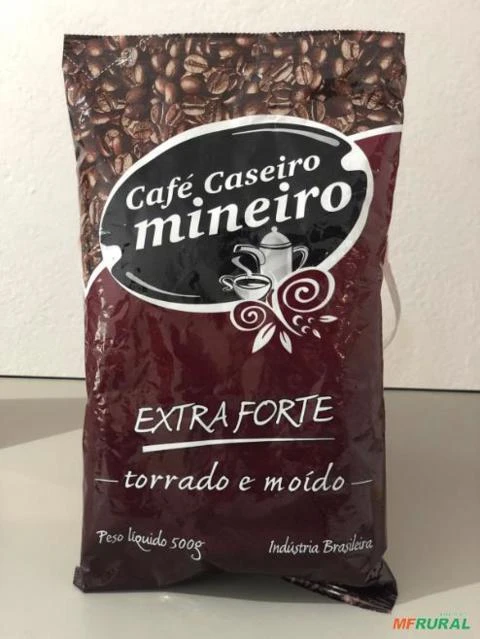 Café Caseiro
mineiro
EXTRA FORTE
torrado e moído
Peso líquido 500g
Indústria Brasileira
MFRURAL